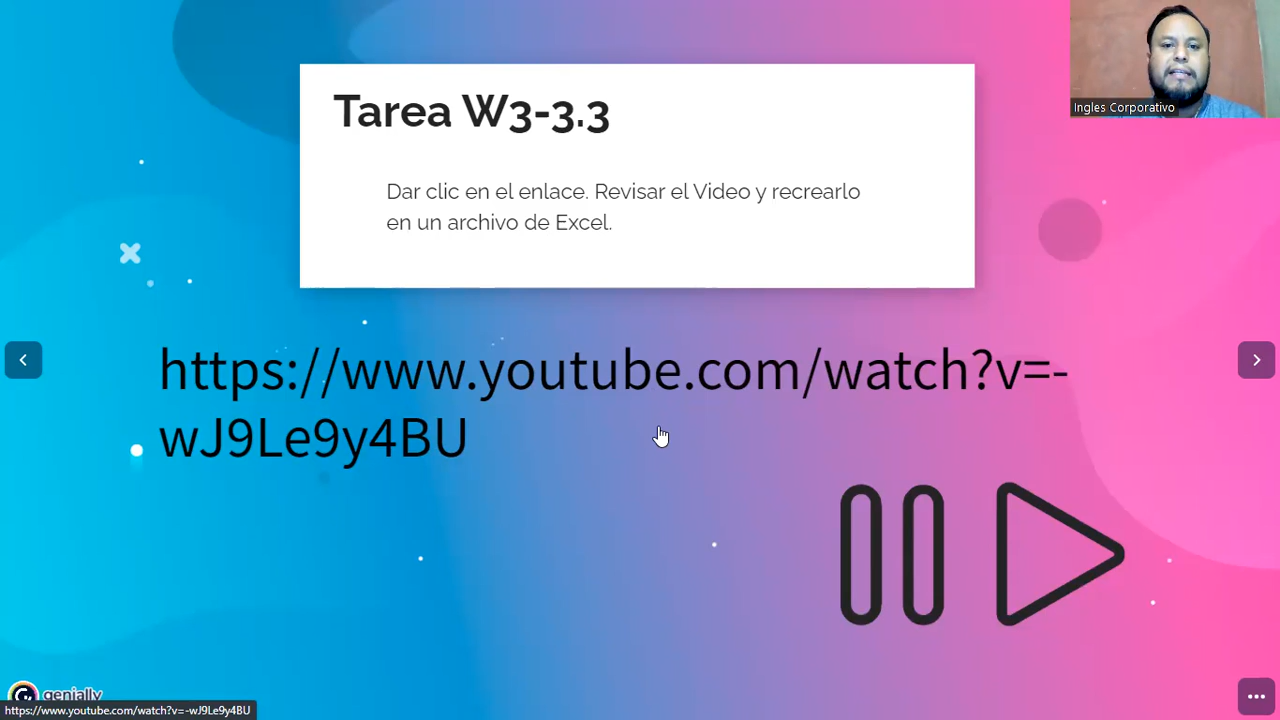 Tarea W3-3.3
Ingles Corporativo
Dar clic en el enlace. Revisar el Video y recrearlo
en un archivo de Excel.
https://www.youtube.com/watch?v=-
wJ9Le9y4BU
genially
https://www.youtube.com/watch?v=-wJ9Le9y4BU